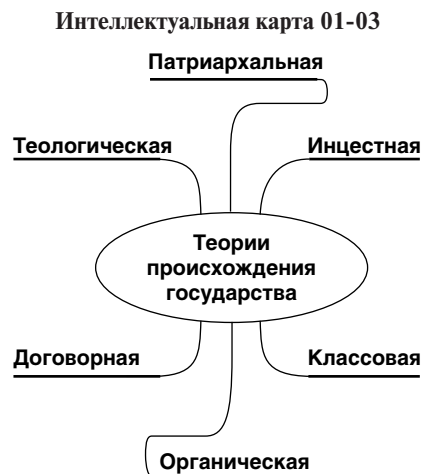 Интеллектуальная карта 01-03
Патриархальная
Теологическая
Инцестная
Теории
происхождения
государства
Договорная
Классовая
Органическая